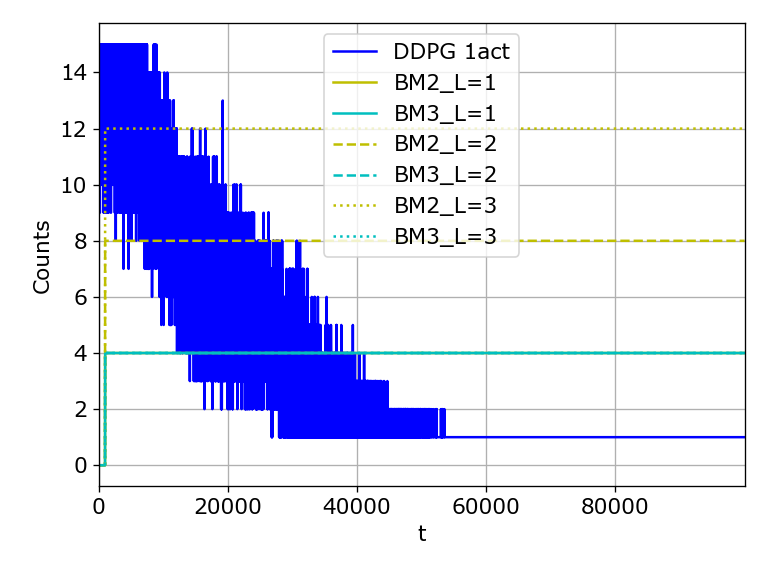 DDPG 1act
BM2_L=1
BM3_L=1
BM2_L=2
BM3_L=2
BM2_L=3
BM3_L=3
14
12
10
8
6
4
2
0
Counts
0 20000 40000 60000 80000
t